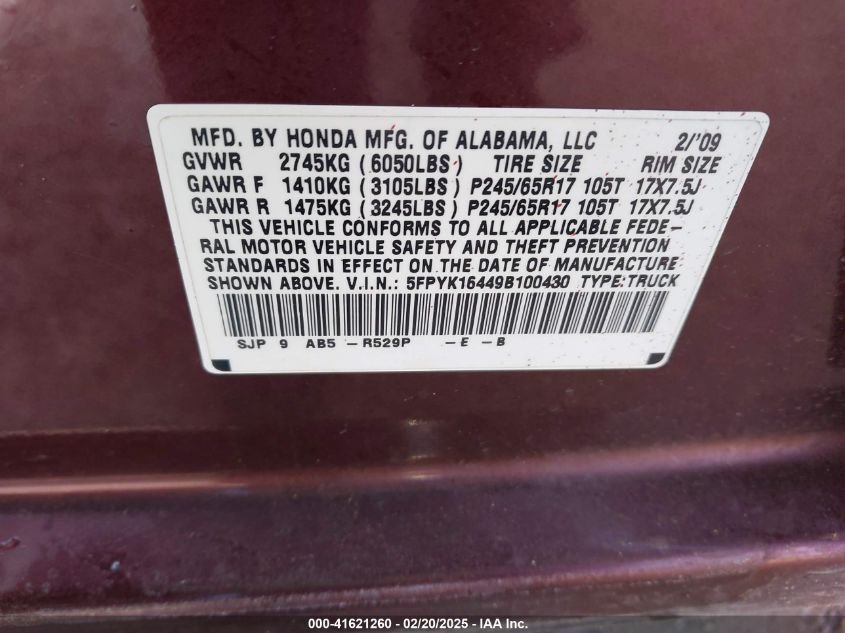 MFD. BY HONDA MFG. OF ALABAMA, LLC 2/'09
GVWR 2745KG (6050LBS) TIRE SIZE RIM SIZE
GAWR F 1410KG (3105LBS) P245/65R17 105T 17X7.5J
GAWR R 1475KG (3245LBS) P245/65R17 105T 17X7.5J
THIS VEHICLE CONFORMS TO ALL APPLICABLE FEDE-
RAL MOTOR VEHICLE SAFETY AND THEFT PREVENTION
STANDARDS IN EFFECT ON THE DATE OF MANUFACTURE
SHOWN ABOVE. V.I.N.: 5FPYK16449B100430 TYPE:TRUCK
SJP 9 AB5 -R529P -E -B
000-41621260 - 02/20/2025 - IAA Inc.